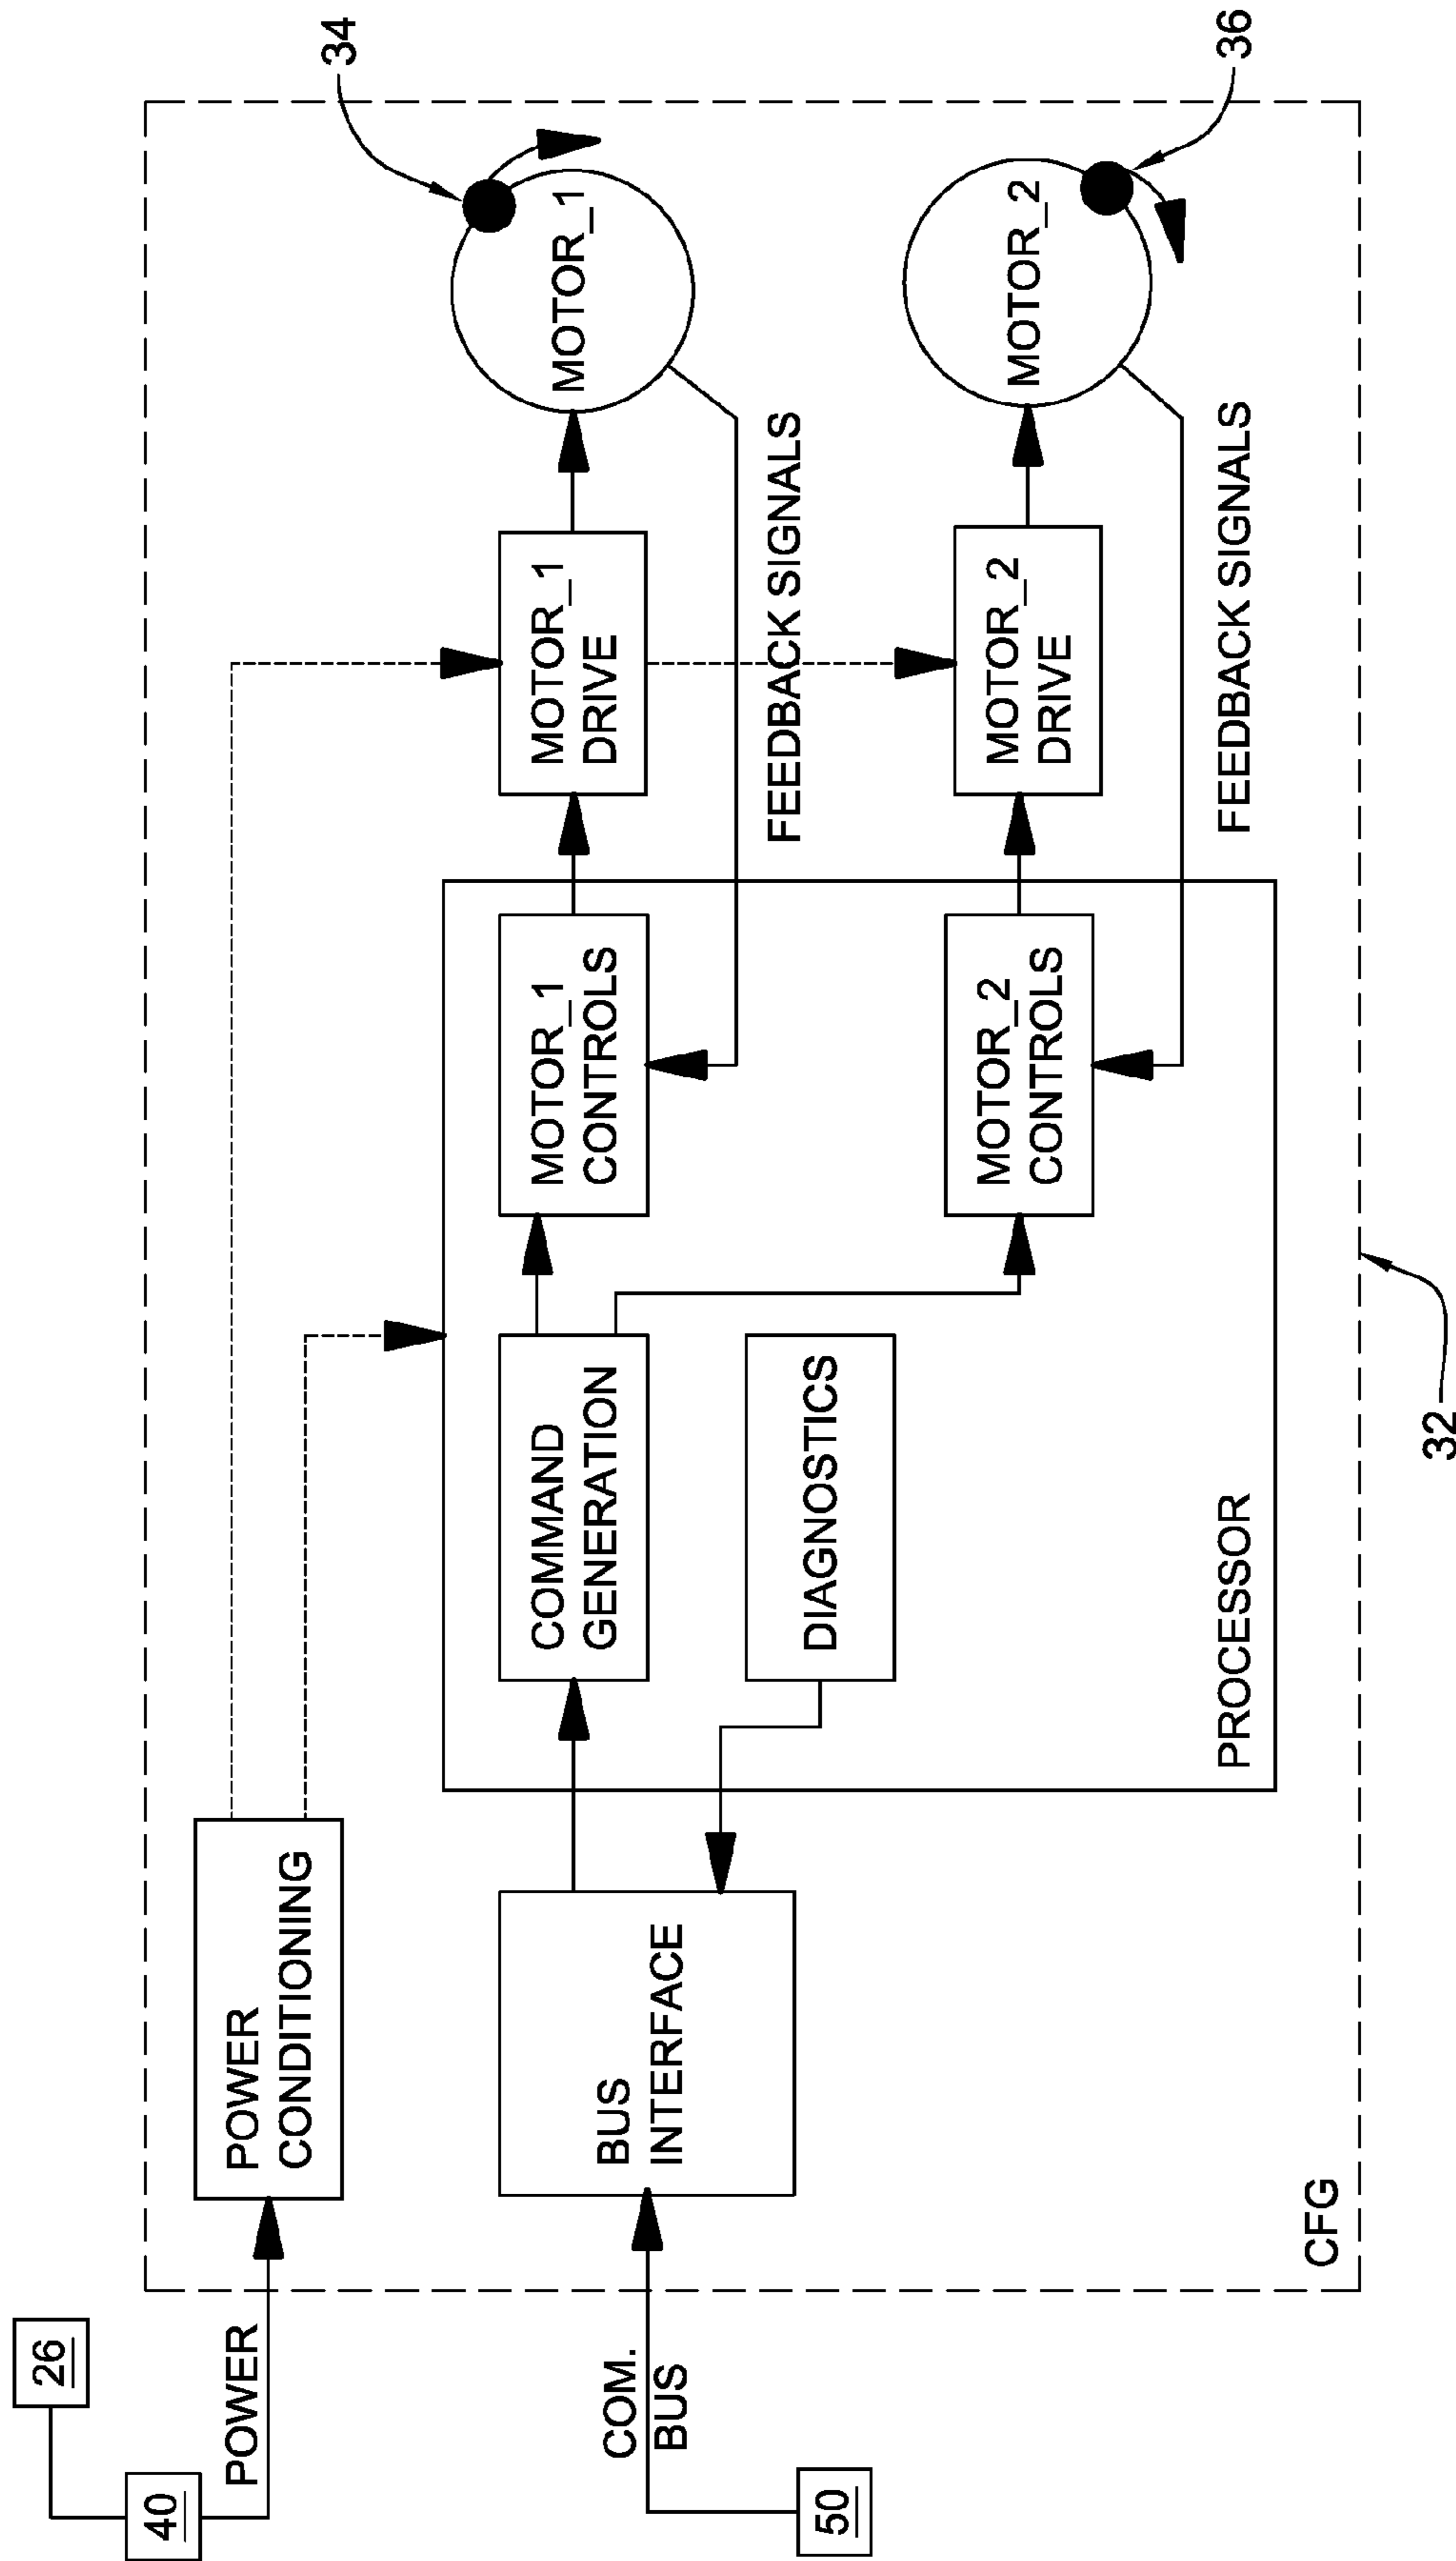 26
40
POWER
POWER
CONDITIONING
COM.
BUS
50
BUS
INTERFACE
COMMAND
GENERATION
DIAGNOSTICS
PROCESSOR
MOTOR_1
CONTROLS
MOTOR_2
CONTROLS
MOTOR_1
DRIVE
MOTOR_2
DRIVE
FEEDBACK SIGNALS
FEEDBACK SIGNALS
MOTOR_1
MOTOR_2
34
36
CFG
32